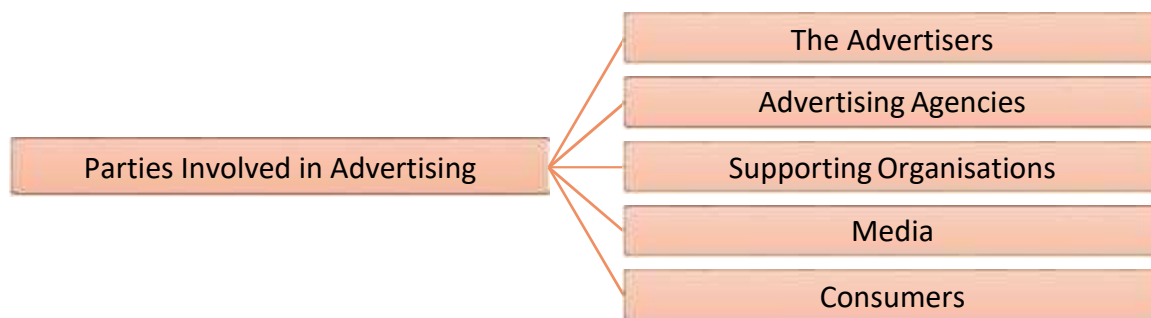 The Advertisers
Advertising Agencies
Parties Involved in Advertising
Supporting Organisations
Media
Consumers